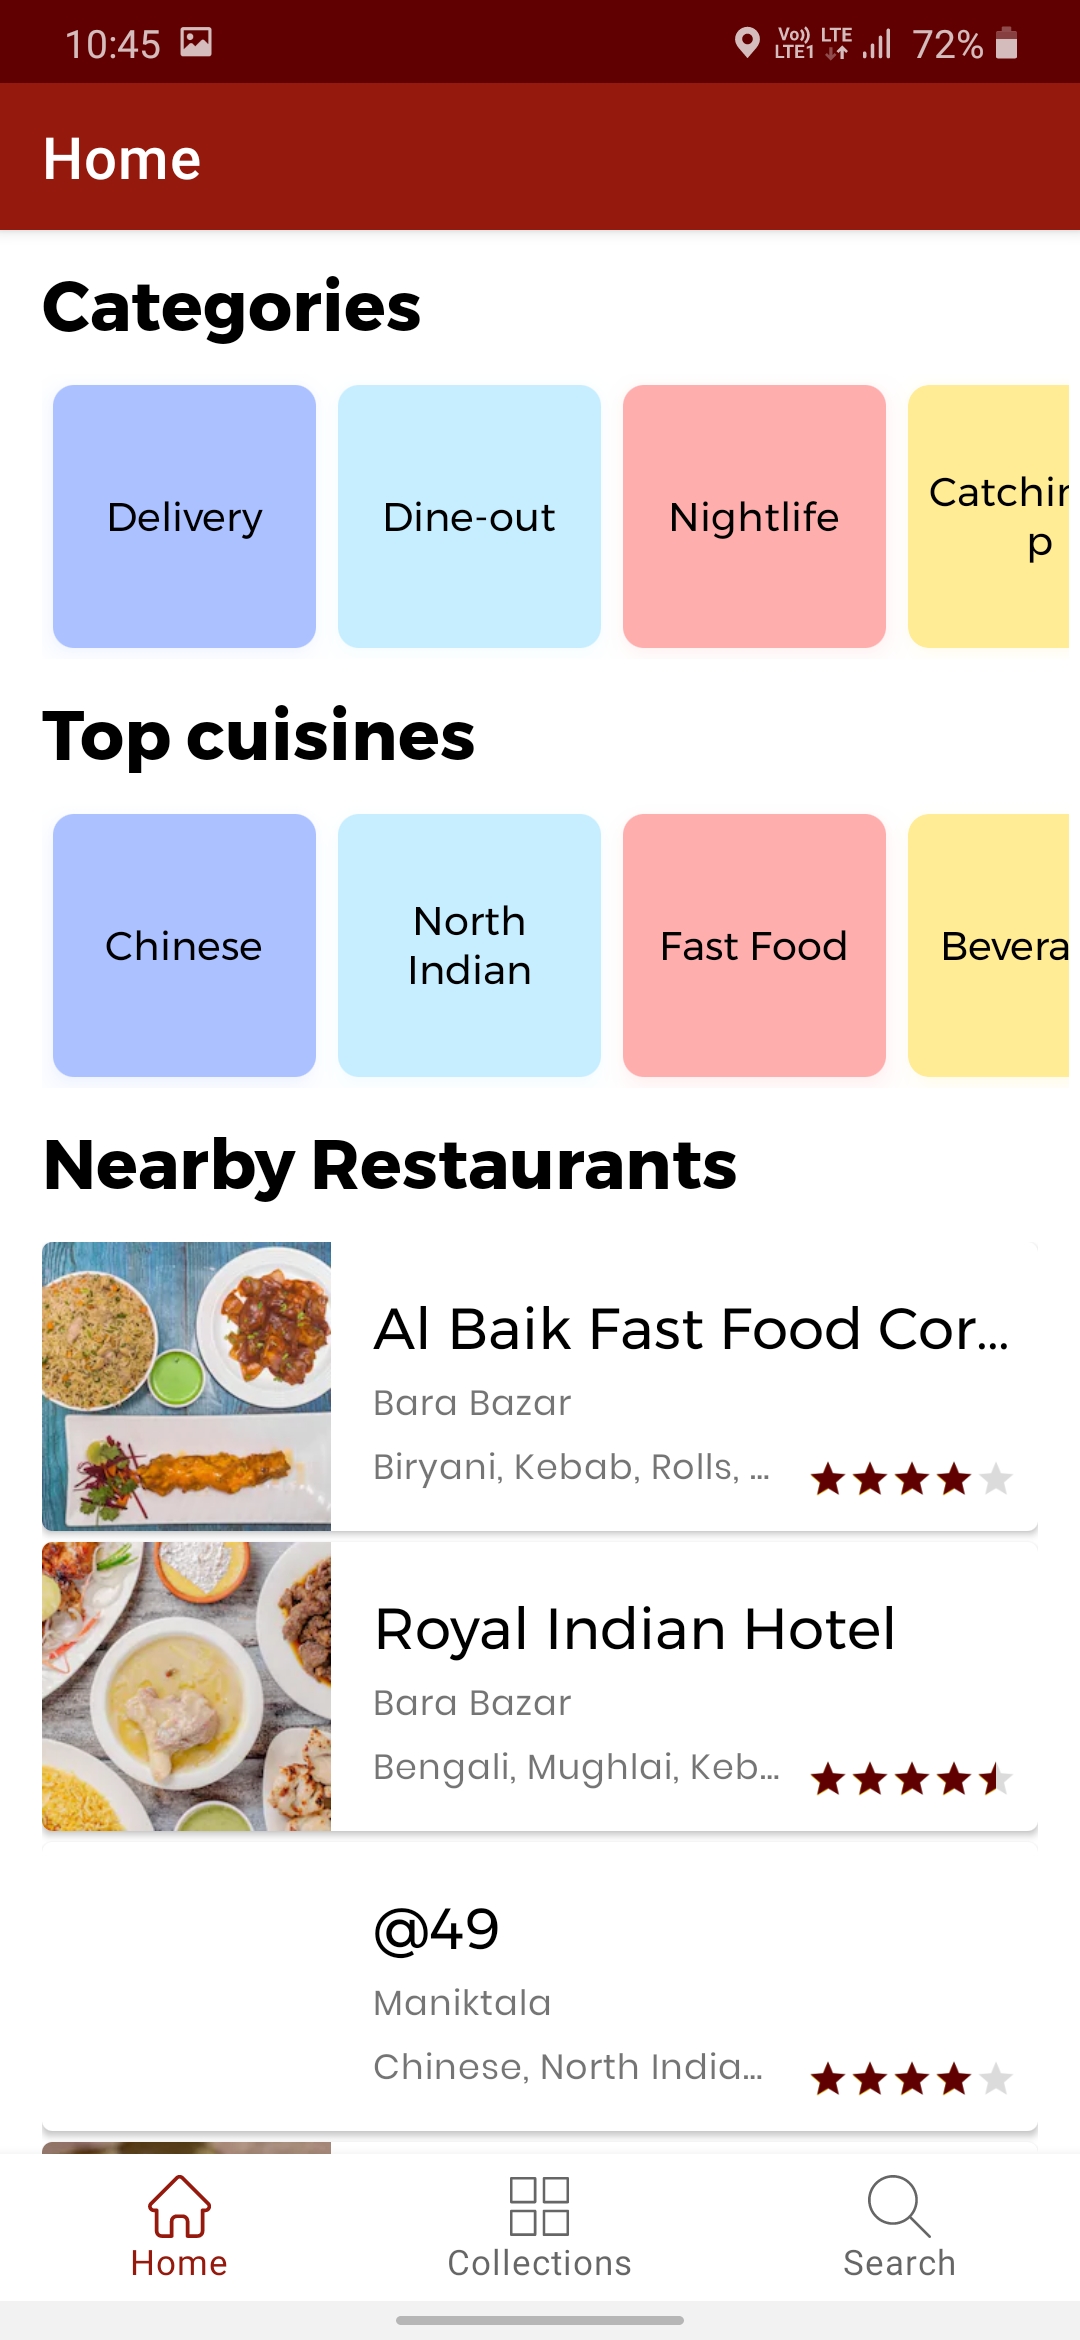 10:45
Vo)) LTE
LTE1
72%
Home
Categories
Delivery
Dine-out
Nightlife
p
Top cuisines
Chinese
North
Indian
Fast Food
Nearby Restaurants
Al Baik Fast Food Cor...
Bara Bazar
Biryani, Kebab, Rolls, ...
Royal Indian Hotel
Bara Bazar
Bengali, Mughlai, Keb...
@49
Maniktala
Chinese, North India...
Home
Collections
Search